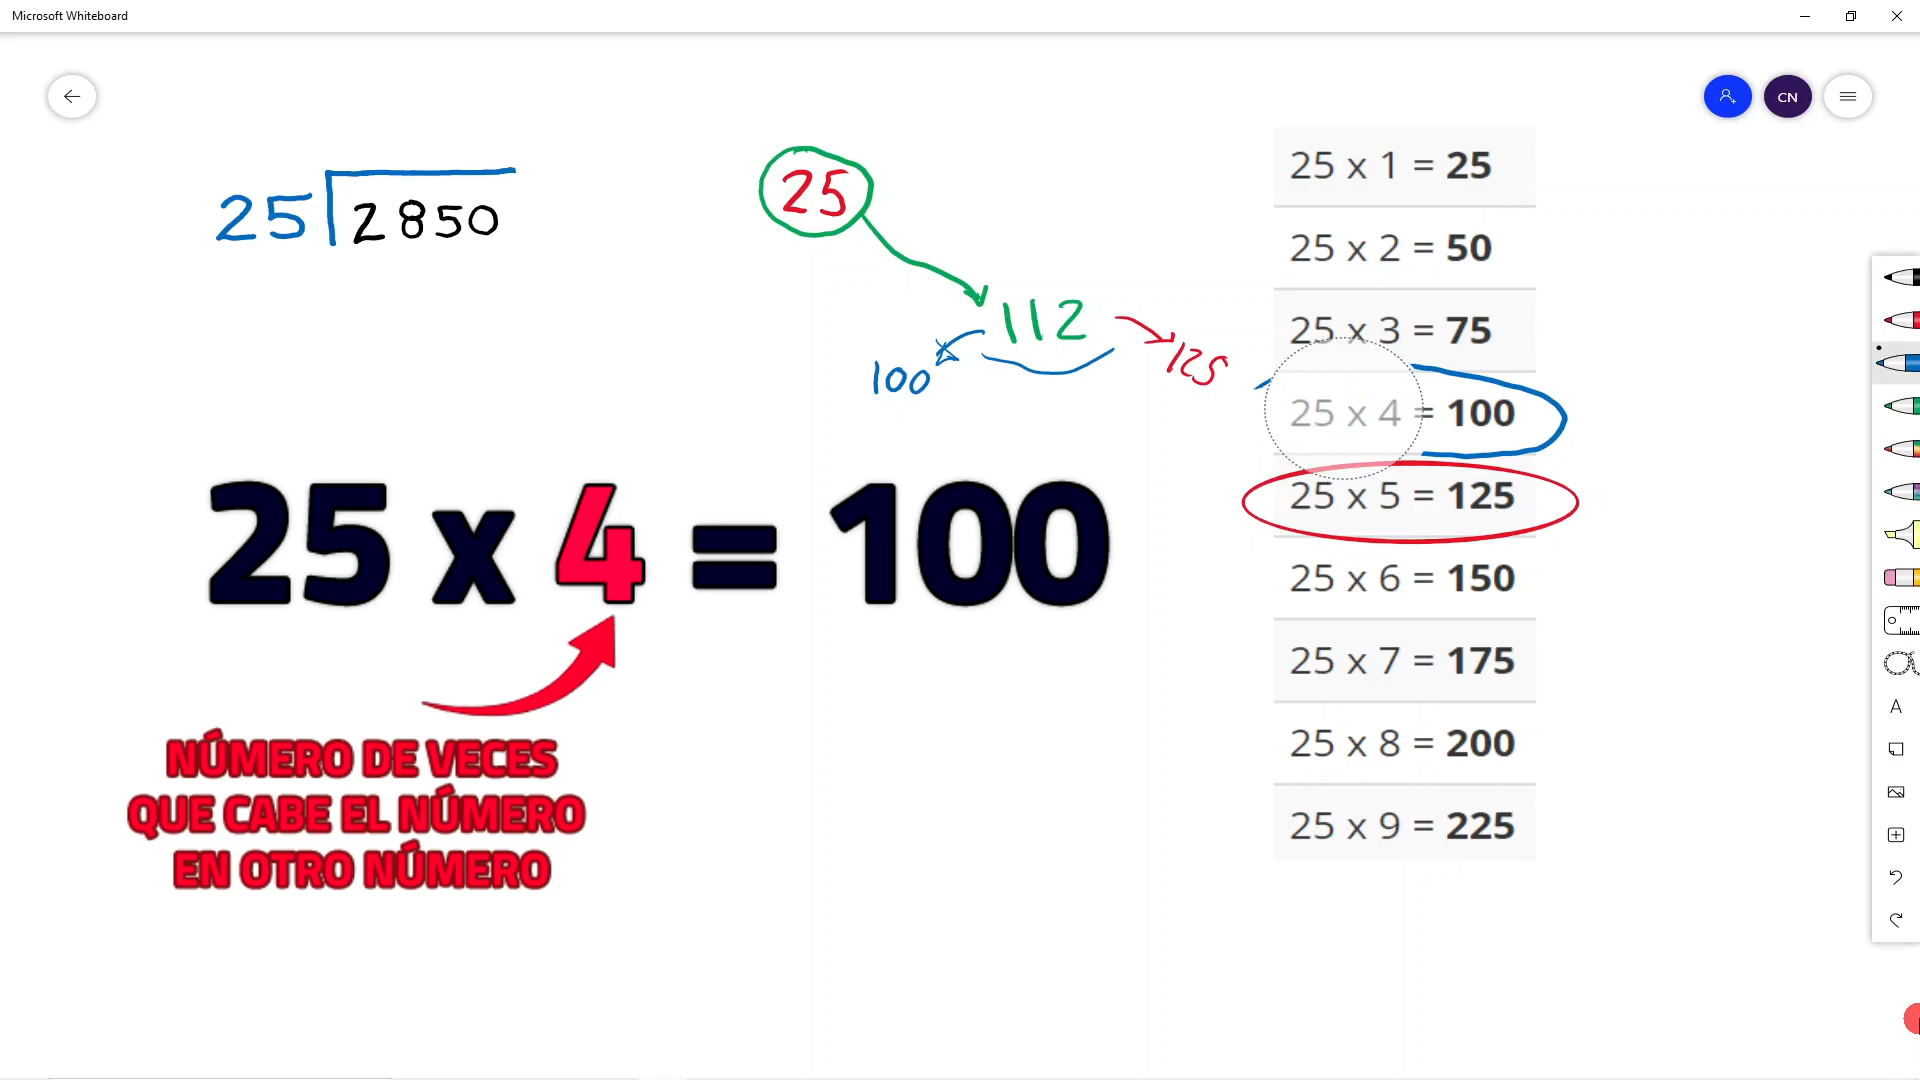 Microsoft Whiteboard
CN
25 2850
25
112
100
125
25 x 1 = 25
25 x 2 = 50
25 x 3 = 75
25 x 4 = 100
25 x 5 = 125
25 x 6 = 150
25 x 7 = 175
25 x 8 = 200
25 x 9 = 225
25 x 4 = 100
NÚMERO DE VECES
QUE CABE EL NÚMERO
EN OTRO NÚMERO
A